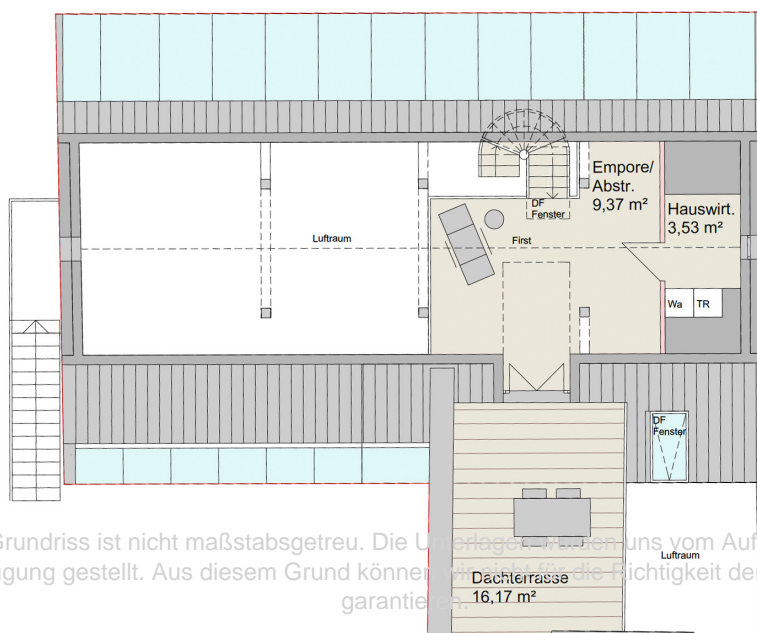 Empore/
Abstr.
9,37 m²
Hauswirt.
3,53 m²
DF
Fenster
First
Luftraum
Wa
TR
DF
Fenster
Luftraum
Dachterrasse
16,17 m²
Grundriss ist nicht maßstabsgetreu. Die Unterlagen wurden uns vom Auf
gung gestellt. Aus diesem Grund können wir nicht für die Richtigkeit der
garantieren.